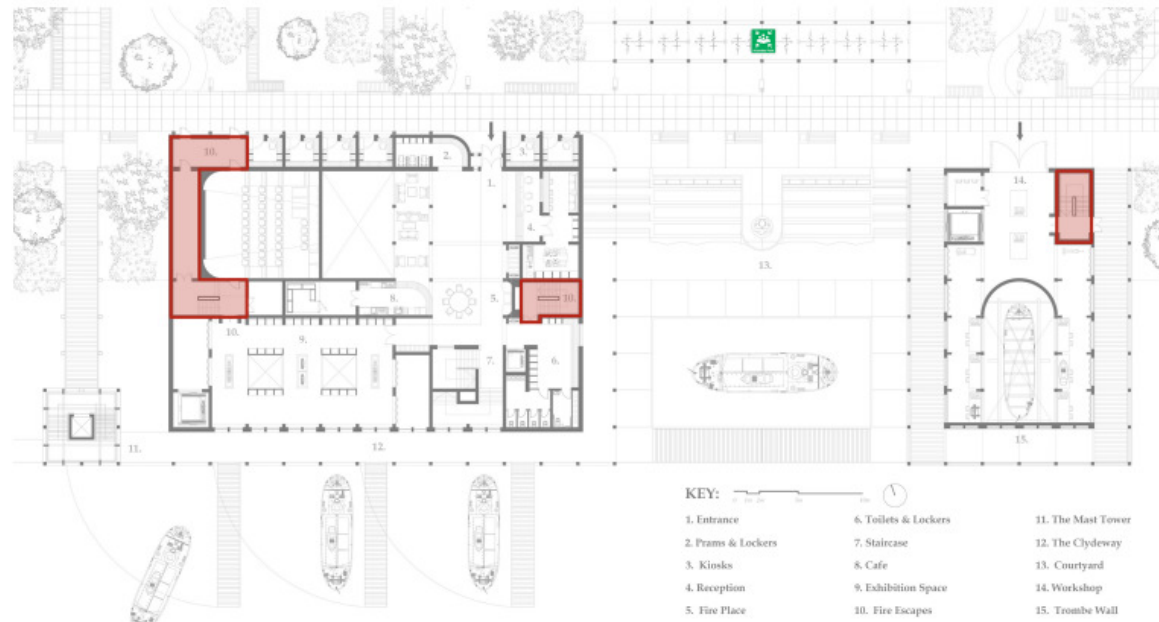 10.
2.
3.
1.
14.
4.
13.
5.
10.
8.
10.
9.
7.
6.
11.
12.
15.
KEY:
1. Entrance
2. Prams & Lockers
3. Kiosks
4. Reception
5. Fire Place
6. Toilets & Lockers
7. Staircase
8. Cafe
9. Exhibition Space
10. Fire Escapes
11. The Mast Tower
12. The Clydeway
13. Courtyard
14. Workshop
15. Trombe Wall